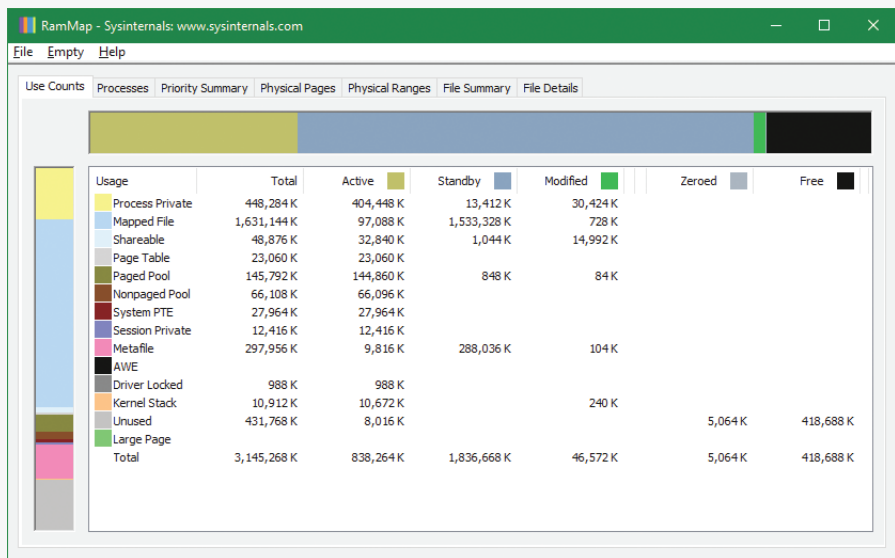 RamMap - Sysinternals: www.sysinternals.com
File Empty Help
Use Counts Processes Priority Summary Physical Pages Physical Ranges File Summary File Details
Usage Total Active Standby Modified Zeroed Free
Process Private 448,284 K 404,448 K 13,412 K 30,424 K
Mapped File 1,631,144 K 97,088 K 1,533,328 K 728 K
Shareable 48,876 K 32,840 K 1,044 K 14,992 K
Page Table 23,060 K 23,060 K
Paged Pool 145,792 K 144,860 K 848 K 84 K
Nonpaged Pool 66,108 K 66,096 K
System PTE 27,964 K 27,964 K
Session Private 12,416 K 12,416 K
Metafile 297,956 K 9,816 K 288,036 K 104 K
AWE
Driver Locked 988 K 988 K
Kernel Stack 10,912 K 10,672 K 240 K
Unused 431,768 K 8,016 K 5,064 K 418,688 K
Large Page
Total 3,145,268 K 838,264 K 1,836,668 K 46,572 K 5,064 K 418,688 K